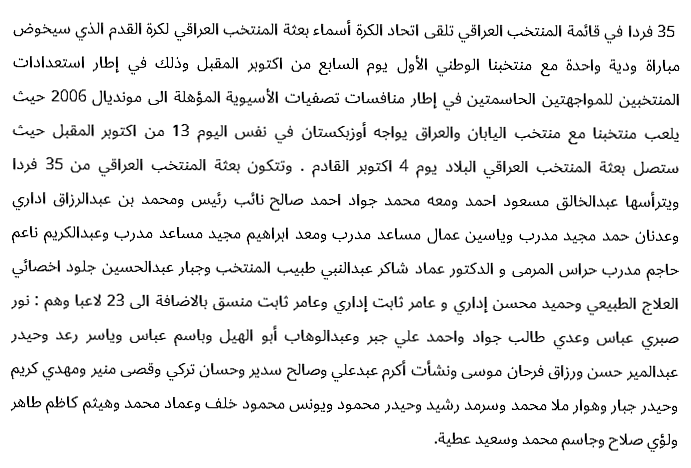 35 فردا في قائمة المنتخب العراقي تلقى اتحاد الكرة أسماء بعثة المنتخب العراقي لكرة القدم الذي سيخوض
مباراة ودية واحدة مع منتخبنا الوطني الأول يوم السابع من اكتوبر المقبل وذلك في إطار استعدادات
المنتخبين للمواجهتين الحاسمتين في إطار منافسات تصفيات الأسيوية المؤهلة الى مونديال 2006 حيث
يلعب منتخبنا مع منتخب اليابان والعراق يواجه أوزبكستان في نفس اليوم 13 من اكتوبر المقبل حيث
ستصل بعثة المنتخب العراقي البلاد يوم 4 اكتوبر القادم . وتتكون بعثة المنتخب العراقي من 35 فردا
ويترأسها عبدالخالق مسعود احمد ومعه محمد جواد احمد صالح نائب رئيس ومحمد بن عبدالرزاق اداري
وعدنان حمد مجيد مدرب وياسين عمال مساعد مدرب ومعد ابراهيم مجيد مساعد مدرب وعبدالكريم ناعم
حاجم مدرب حراس المرمى و الدكتور عماد شاكر عبدالنبي طبيب المنتخب وجبار عبدالحسين جلود اخصائي
العلاج الطبيعي وحميد محسن إداري و عامر ثابت إداري وعامر ثابت منسق بالاضافة الى 23 لاعبا وهم : نور
صبري عباس وعدي طالب جواد واحمد علي جبر وعبدالوهاب أبو الهيل وباسم عباس وياسر رعد وحيدر
عبدالمير حسن ورزاق فرحان موسى ونشأت أكرم عبدعلي وصالح سدير وحسان تركي وقصى منير ومهدي كريم
وحيدر جبار وهوار ملا محمد وسرمد رشيد وحيدر محمود ويونس محمود خلف وعماد محمد وهيثم كاظم طاهر
ولؤي صلاح وجاسم محمد وسعيد عطية.